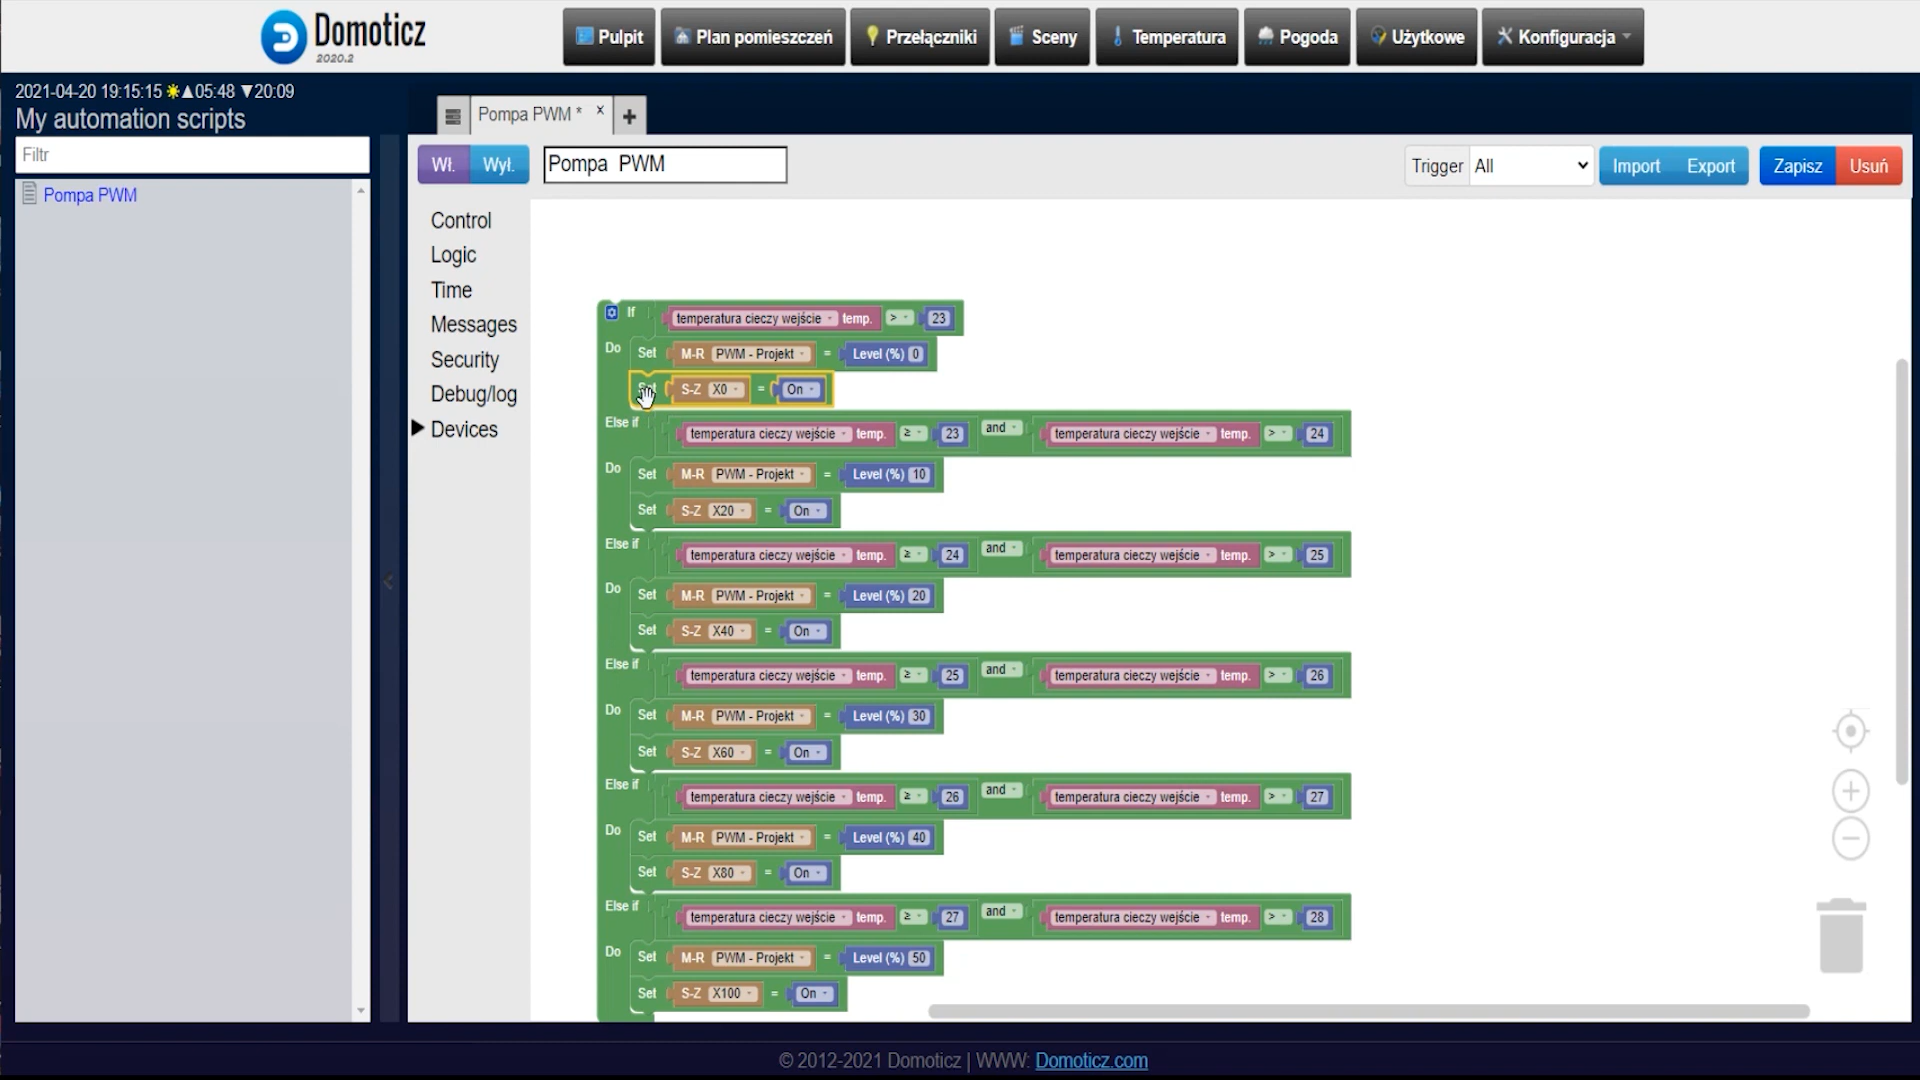 Domoticz
2020.2
Pulpit
Plan pomieszczeń
Przełączniki
Sceny
Temperatura
Pogoda
Użytkowe
Konfiguracja
2021-04-20 19:15:15 ☀▲05:48 ▼20:09
My automation scripts
Filtr
Pompa PWM
Pompa PWM * x
+
Wł. Wył. Pompa PWM
Trigger All
Import Export
Zapisz Usuń
Control
Logic
Time
Messages
Security
Debug/log
Devices
If temperatura cieczy wejście temp. > 23
Do Set M-R PWM - Projekt = Level (%) 0
S-Z X0 = On
Else if temperatura cieczy wejście temp. ≥ 23 and temperatura cieczy wejście temp. > 24
Do Set M-R PWM - Projekt = Level (%) 10
Set S-Z X20 = On
Else if temperatura cieczy wejście temp. ≥ 24 and temperatura cieczy wejście temp. > 25
Do Set M-R PWM - Projekt = Level (%) 20
Set S-Z X40 = On
Else if temperatura cieczy wejście temp. ≥ 25 and temperatura cieczy wejście temp. > 26
Do Set M-R PWM - Projekt = Level (%) 30
Set S-Z X60 = On
Else if temperatura cieczy wejście temp. ≥ 26 and temperatura cieczy wejście temp. > 27
Do Set M-R PWM - Projekt = Level (%) 40
Set S-Z X80 = On
Else if temperatura cieczy wejście temp. ≥ 27 and temperatura cieczy wejście temp. > 28
Do Set M-R PWM - Projekt = Level (%) 50
Set S-Z X100 = On
© 2012-2021 Domoticz | WWW: Domoticz.com